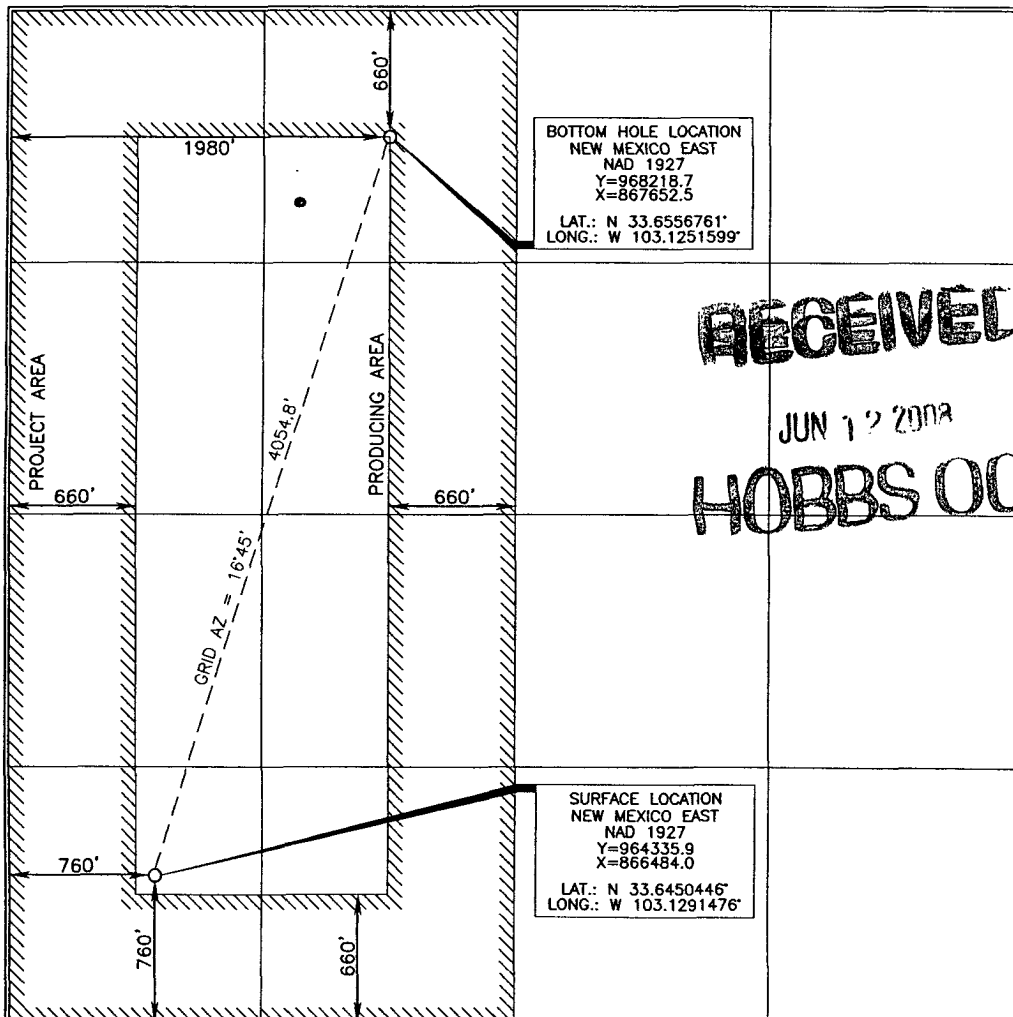 660'
1980'
BOTTOM HOLE LOCATION
NEW MEXICO EAST
NAD 1927
Y=968218.7
X=867652.5
LAT.: N 33.6556761°
LONG.: W 103.1251599°
PROJECT AREA
4054.8'
PRODUCING AREA
RECEIVED
JUN 12 2008
HOBBS OC
660'
660'
GRID AZ = 16°45'
SURFACE LOCATION
NEW MEXICO EAST
NAD 1927
Y=964335.9
X=866484.0
LAT.: N 33.6450446°
LONG.: W 103.1291476°
760'
760'
660'